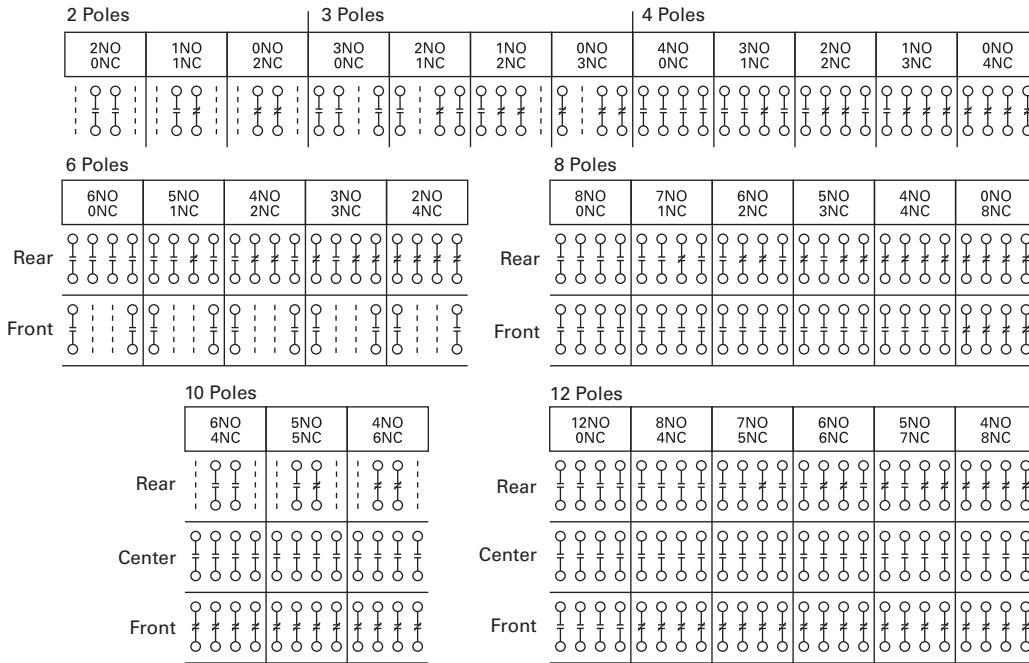 2 Poles 3 Poles 4 Poles
2NO 1NO 0NO 3NO 2NO 1NO 0NO 4NO 3NO 2NO 1NO 0NO
0NC 1NC 2NC 0NC 1NC 2NC 3NC 0NC 1NC 2NC 3NC 4NC
6 Poles
6NO 5NO 4NO 3NO 2NO
0NC 1NC 2NC 3NC 4NC
Rear
Front
8 Poles
8NO 7NO 6NO 5NO 4NO 0NO
0NC 1NC 2NC 3NC 4NC 8NC
Rear
Front
10 Poles
6NO 5NO 4NO
4NC 5NC 6NC
Rear
Center
Front
12 Poles
12NO 8NO 7NO 6NO 5NO 4NO
0NC 4NC 5NC 6NC 7NC 8NC
Rear
Center
Front